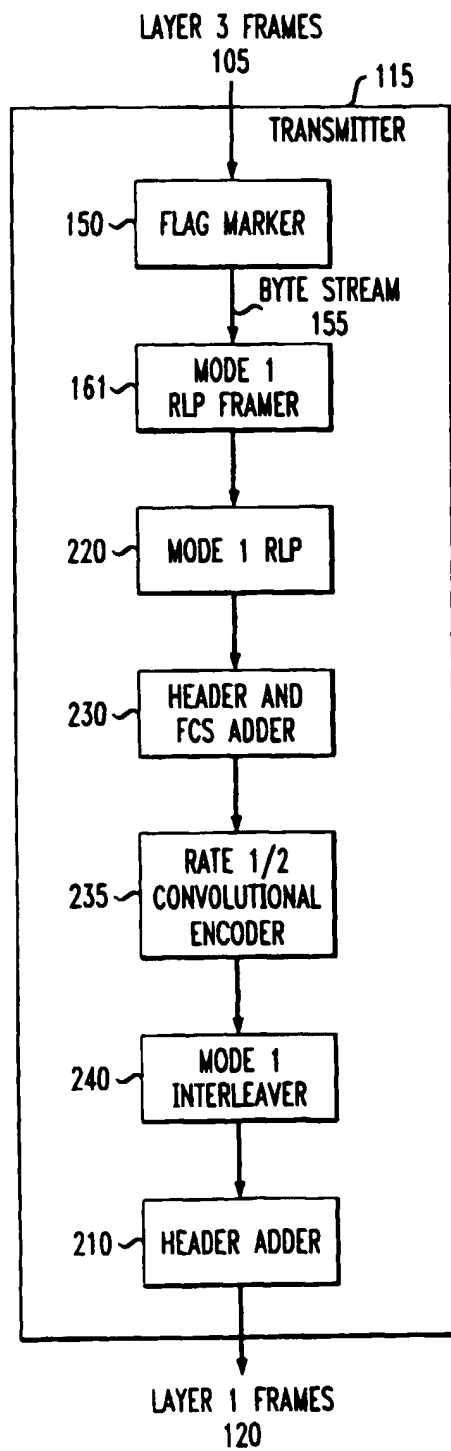 LAYER 3 FRAMES
105
115
TRANSMITTER
150
FLAG MARKER
BYTE STREAM
155
161
MODE 1
RLP FRAMER
220
MODE 1 RLP
230
HEADER AND
FCS ADDER
235
RATE 1/2
CONVOLUTIONAL
ENCODER
240
MODE 1
INTERLEAVER
210
HEADER ADDER
LAYER 1 FRAMES
120